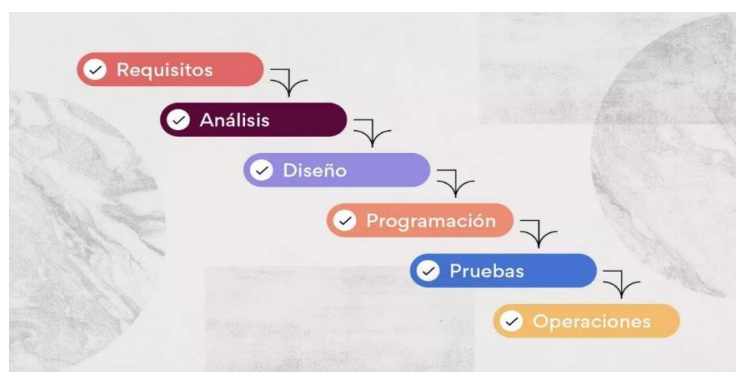 Requisitos
Análisis
Diseño
Programación
Pruebas
Operaciones